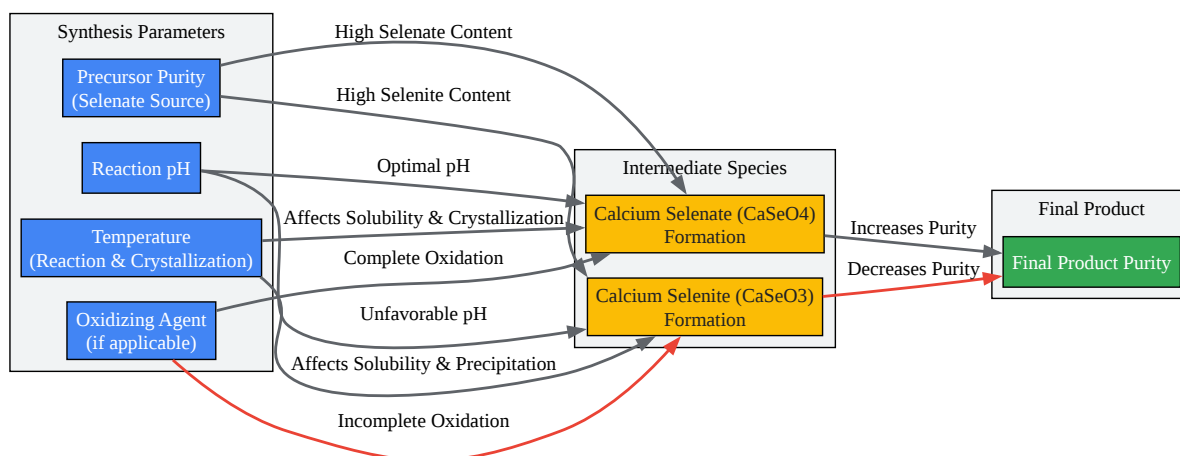 Synthesis Parameters
Precursor Purity
(Selenate Source)
Reaction pH
Temperature
(Reaction & Crystallization)
Oxidizing Agent
(if applicable)
High Selenate Content
High Selenite Content
Optimal pH
Affects Solubility & Crystallization
Complete Oxidation
Unfavorable pH
Affects Solubility & Precipitation
Incomplete Oxidation
Intermediate Species
Calcium Selenate (CaSeO4)
Formation
Calcium Selenite (CaSeO3)
Formation
Increases Purity
Decreases Purity
Final Product
Final Product Purity